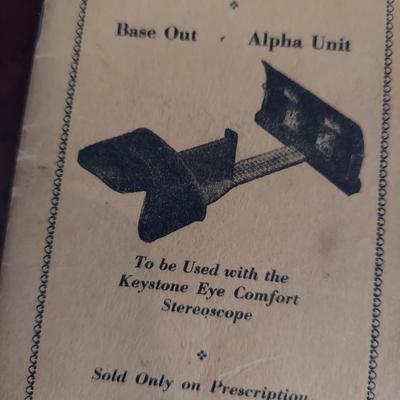 Base Out , Alpha Unit
To be Used with the
Keystone Eye Comfort
Stereoscope
Sold Only on Prescription